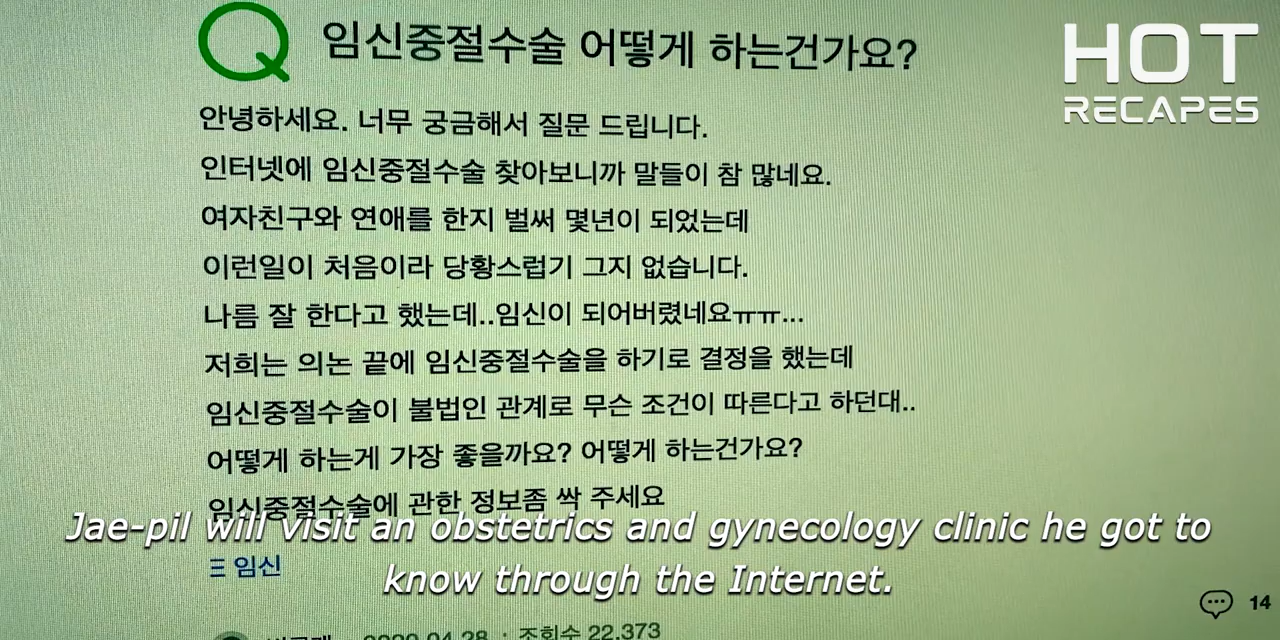 Q 임신중절수술 어떻게 하는건가요?
HOT
RECAPES
안녕하세요. 너무 궁금해서 질문 드립니다.
인터넷에 임신중절수술 찾아보니까 말들이 참 많네요.
여자친구와 연애를 한지 벌써 몇년이 되었는데
이런일이 처음이라 당황스럽기 그지 없습니다.
나름 잘 한다고 했는데..임신이 되어버렸네요ㅠㅠ...
저희는 의논 끝에 임신중절수술을 하기로 결정을 했는데
임신중절수술이 불법인 관계로 무슨 조건이 따른다고 하던대..
어떻게 하는게 가장 좋을까요? 어떻게 하는건가요?
임신중절수술에 관한 정보좀 싹 주세요
Jae-pil will visit an obstetrics and gynecology clinic he got to
know through the Internet.
임신
14
04.28 · 조회수 22,373